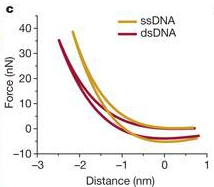 c
ssDNA
dsDNA
40
30
20
10
0
–10
Force (nN)
–3
–2
–1
0
1
Distance (nm)